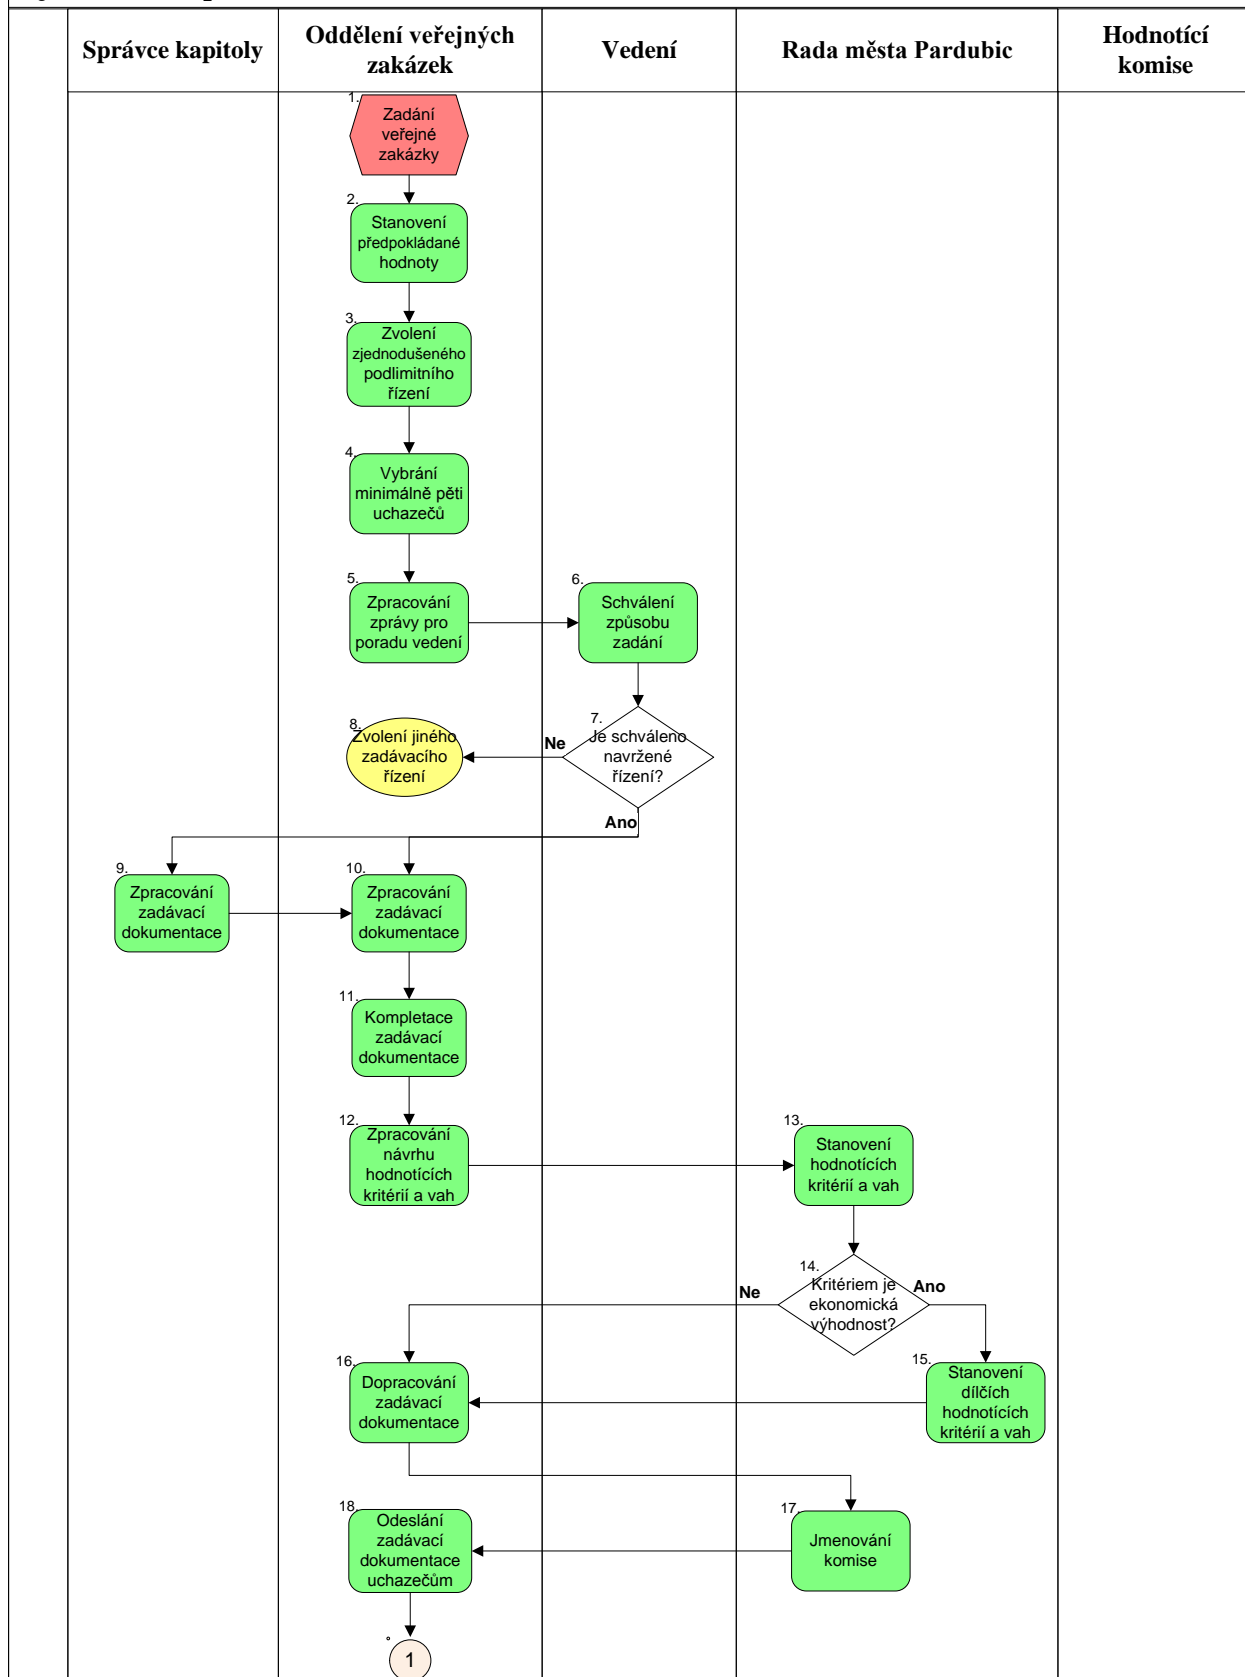 Správce kapitoly
Oddělení veřejných
zakázek
Vedení
Rada města Pardubic
Hodnotící
komise
1.
Zadání
veřejné
zakázky
2.
Stanovení
předpokládané
hodnoty
3.
Zvolení
zjednodušeného
podlimitního
řízení
4.
Vybrání
minimálně pěti
uchazečů
5.
Zpracování
zprávy pro
poradu vedení
6.
Schválení
způsobu
zadání
7.
Je schváleno
navržené
řízení?
Ne
8.
Zvolení jiného
zadávacího
řízení
Ano
9.
Zpracování
zadávací
dokumentace
10.
Zpracování
zadávací
dokumentace
11.
Kompletace
zadávací
dokumentace
12.
Zpracování
návrhu
hodnotících
kritérií a vah
13.
Stanovení
hodnotících
kritérií a vah
14.
Kritériem je
ekonomická
výhodnost?
Ne
Ano
15.
Stanovení
dílčích
hodnotících
kritérií a vah
16.
Dopracování
zadávací
dokumentace
17.
Jmenování
komise
18.
Odeslání
zadávací
dokumentace
uchazečům
1